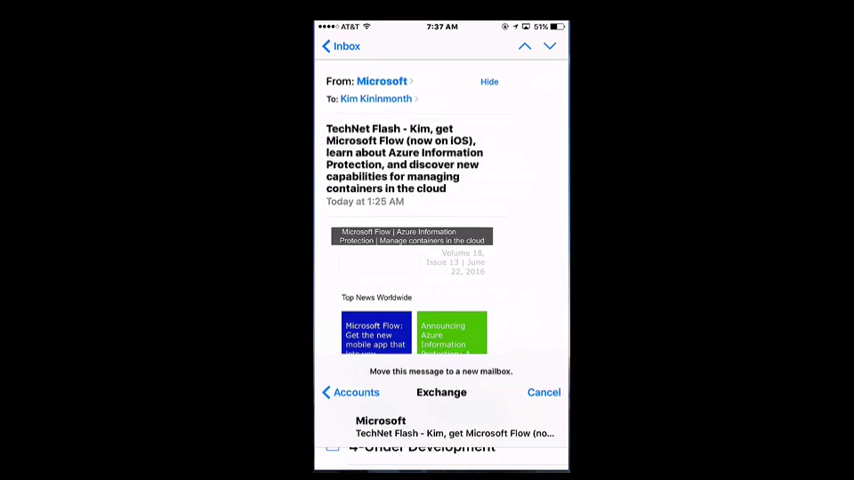 AT&T 7:37 AM 51%
Inbox
From: Microsoft
Hide
To: Kim Kininmonth
TechNet Flash - Kim, get
Microsoft Flow (now on iOS),
learn about Azure Information
Protection, and discover new
capabilities for managing
containers in the cloud
Today at 1:25 AM
Microsoft Flow | Azure Information
Protection | Manage containers in the cloud
Volume 18,
Issue 13 | June
22, 2016
Top News Worldwide
Microsoft Flow:
Get the new
mobile app that
Announcing
Azure
Information
Protection: A
Move this message to a new mailbox.
Accounts Exchange Cancel
Microsoft
TechNet Flash - Kim, get Microsoft Flow (no...
4-Under Development